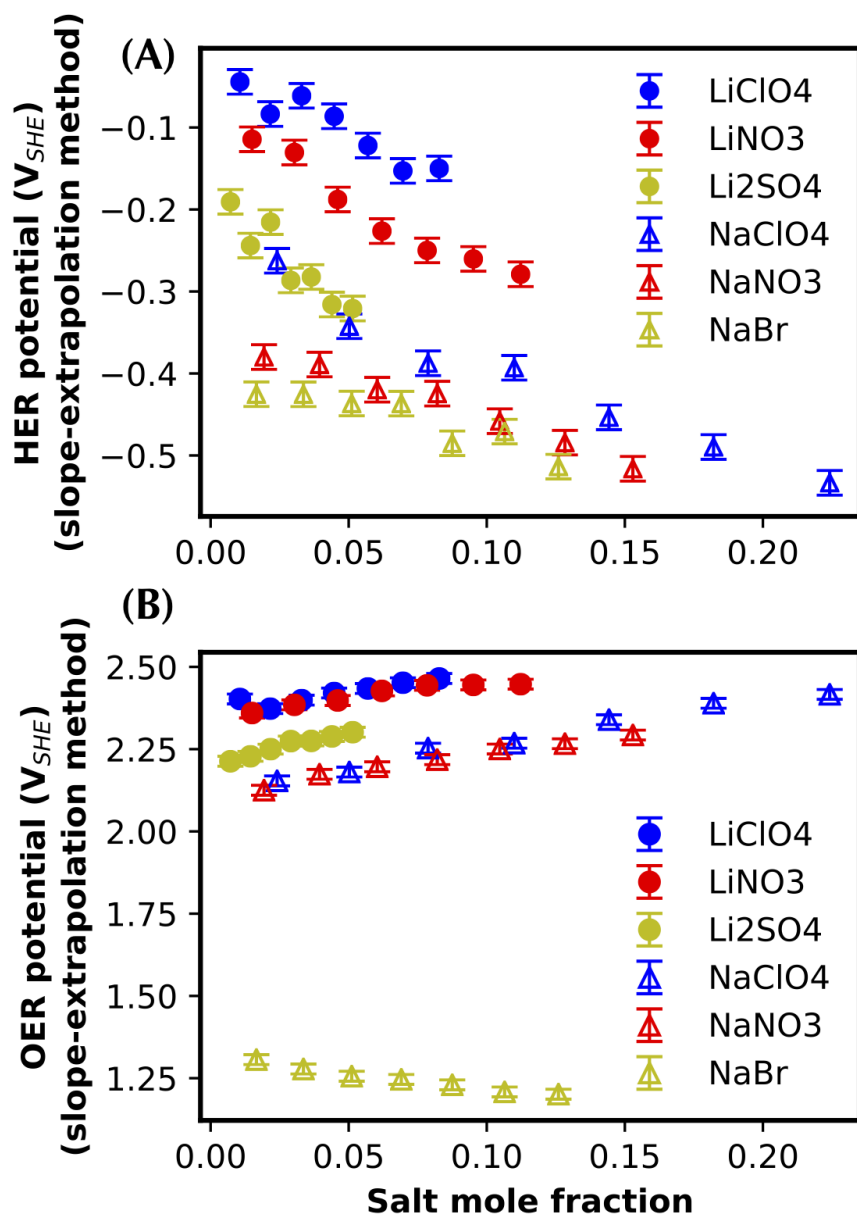 (A)
HER potential (V_SHE)
(slope-extrapolation method)
−0.1
−0.2
−0.3
−0.4
−0.5
LiClO4
LiNO3
Li2SO4
NaClO4
NaNO3
NaBr
0.00 0.05 0.10 0.15 0.20
(B)
OER potential (V_SHE)
(slope-extrapolation method)
2.50
2.25
2.00
1.75
1.50
1.25
LiClO4
LiNO3
Li2SO4
NaClO4
NaNO3
NaBr
0.00 0.05 0.10 0.15 0.20
Salt mole fraction